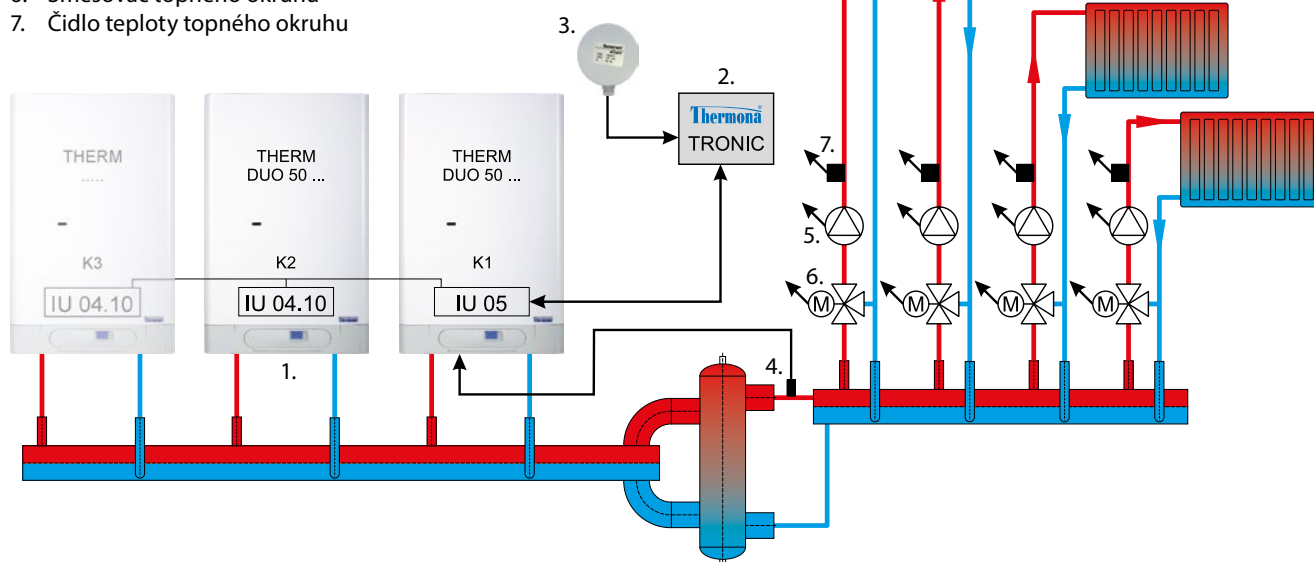 7. Čidlo teploty topného okruhu
3.
2.
Thermona
TRONIC
THERM
.....
K3
IU 04.10
THERM
DUO 50 ...
K2
IU 04.10
THERM
DUO 50 ...
K1
IU 05
1.
4.
7.
5.
6.
M
M
M
M